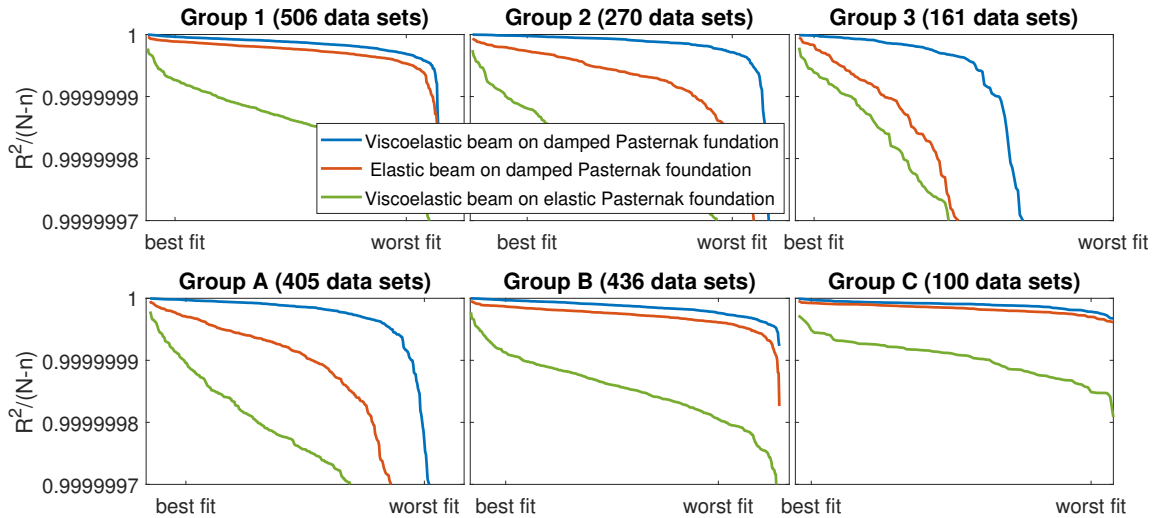 Group 1 (506 data sets)
Group 2 (270 data sets)
Group 3 (161 data sets)
R²/(N-n)
1
0.9999999
0.9999998
0.9999997
Viscoelastic beam on damped Pasternak fundation
Elastic beam on damped Pasternak foundation
Viscoelastic beam on elastic Pasternak foundation
best fit
worst fit
best fit
worst fit
best fit
worst fit
Group A (405 data sets)
Group B (436 data sets)
Group C (100 data sets)
R²/(N-n)
1
0.9999999
0.9999998
0.9999997
best fit
worst fit
best fit
worst fit
best fit
worst fit